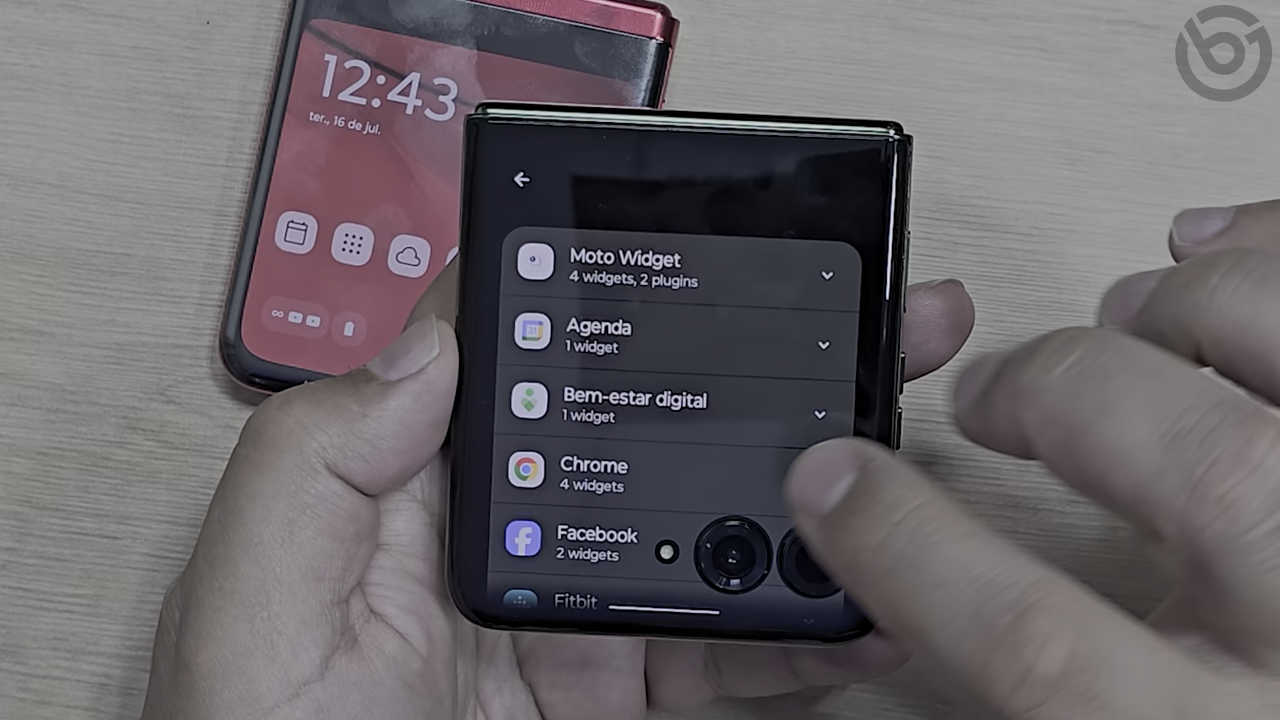 12:43
ter., 16 de jul.
Moto Widget
4 widgets, 2 plugins
Agenda
1 widget
Bem-estar digital
1 widget
Chrome
4 widgets
Facebook
2 widgets
Fitbit